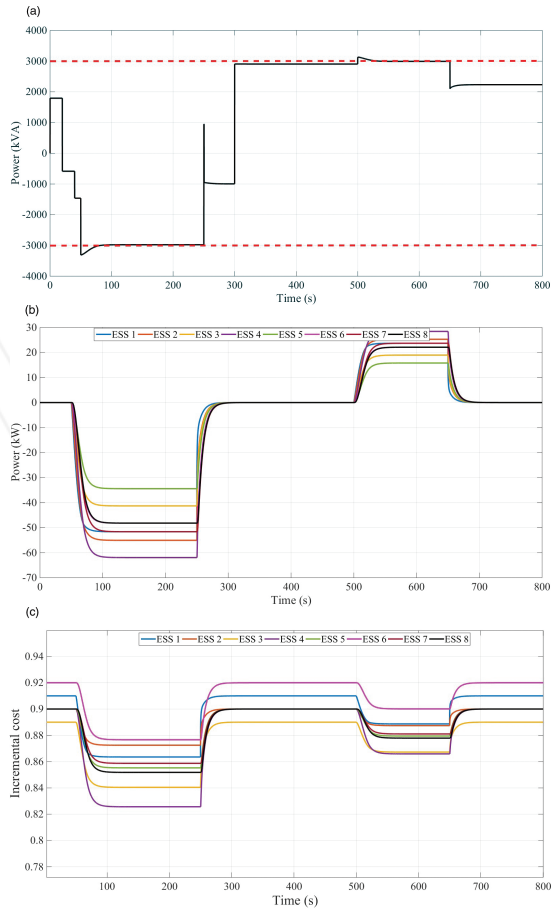 (a)
4000
3000
2000
1000
0
-1000
-2000
-3000
-4000
Power (kVA)
0 100 200 300 400 500 600 700 800
Time (s)
(b)
ESS 1 ESS 2 ESS 3 ESS 4 ESS 5 ESS 6 ESS 7 ESS 8
30
20
10
0
-10
-20
-30
-40
-50
-60
-70
Power (kW)
0 100 200 300 400 500 600 700 800
Time (s)
(c)
ESS 1 ESS 2 ESS 3 ESS 4 ESS 5 ESS 6 ESS 7 ESS 8
0.94
0.92
0.9
0.88
0.86
0.84
0.82
0.8
0.78
Incremental cost
100 200 300 400 500 600 700 800
Time (s)